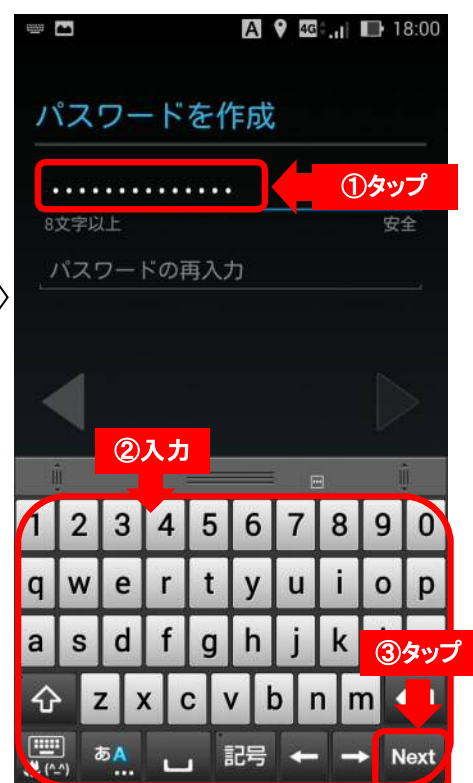 A 4G 18:00
パスワードを作成
①タップ
8文字以上 安全
パスワードの再入力
②入力
1 2 3 4 5 6 7 8 9 0
q w e r t y u i o p
a s d f g h j k
③タップ
z x c v b n m
(^_^) あA 記号 ← → Next